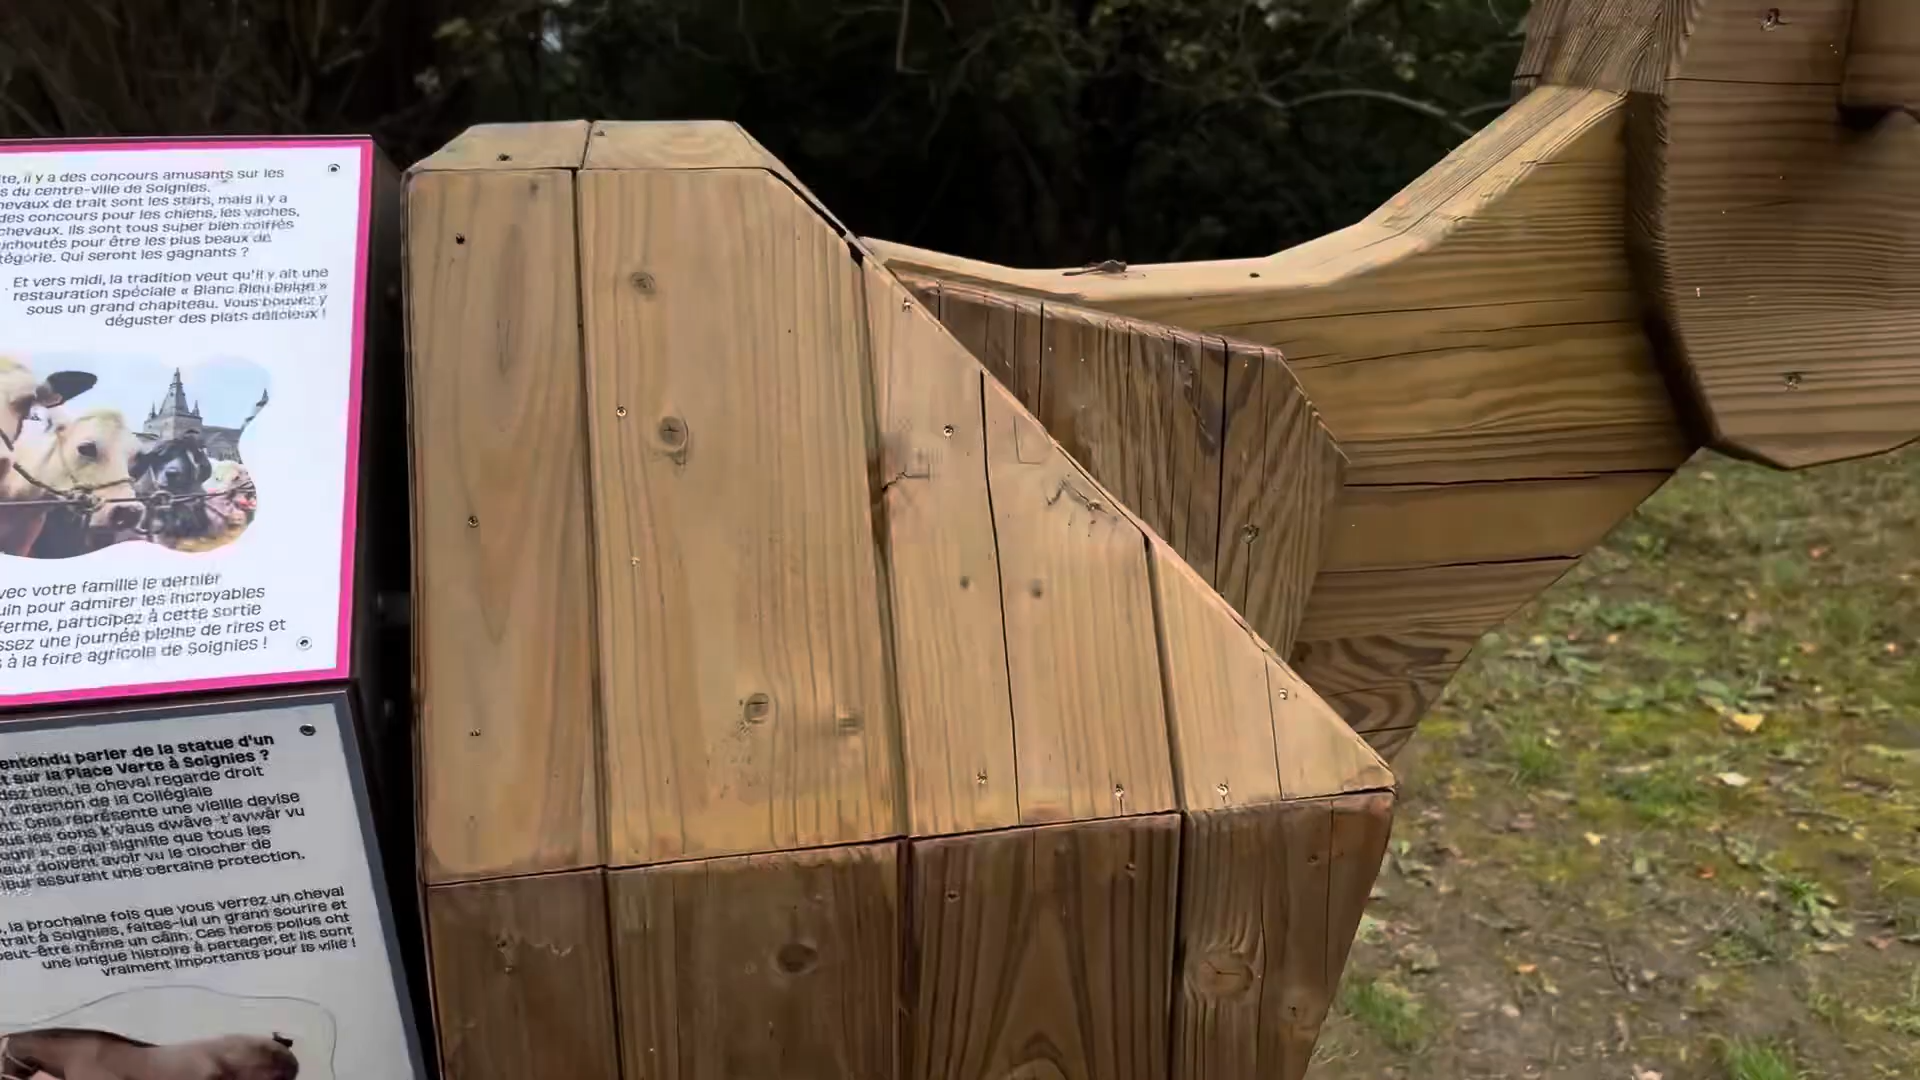 il y a des concours amusants sur les
s du centre-ville de Soignies.
hevaux de trait sont les stars, mais il y a
des concours pour les chiens, les vaches,
chevaux. Ils sont tous super bien coiffés
uchoutés pour être les plus beaux de
tégorie. Qui seront les gagnants ?
Et vers midi, la tradition veut qu'il y ait une
restauration spéciale « Blanc Bleu Belge »
sous un grand chapiteau. Vous pouvez y
déguster des plats délicieux !
vec votre famille le dernier
uin pour admirer les incroyables
ferme, participez à cette sortie
ssez une journée pleine de rires et
s à la foire agricole de Soignies !
entendu parler de la statue d'un
t sur la Place Verte à Soignies ?
dez bien, le cheval regarde droit
n direction de la Collégiale
nt. Cela représente une vieille devise
ous les bons k'vaus dwâve-t'avwâr vu
ce qui signifie que tous les
vaux doivent avoir vu le clocher de
leur assurant une certaine protection.
, la prochaine fois que vous verrez un cheval
trait à Soignies, faites-lui un grand sourire et
peut-être même un câlin. Ces héros poilus ont
une longue histoire à partager, et ils sont
vraiment importants pour la ville !